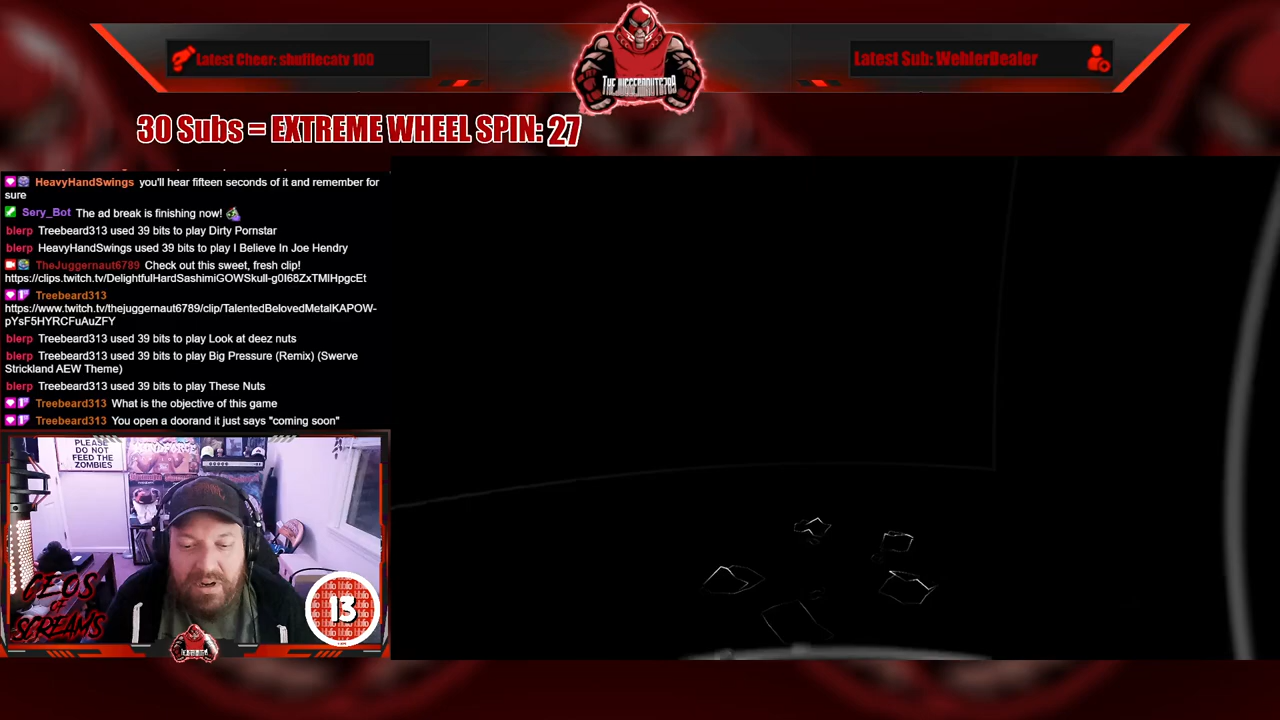 Latest Cheer: shufflecatv 100
THEJUGGERNAUT6789
Latest Sub: WehlerDealer
30 Subs = EXTREME WHEEL SPIN: 27
HeavyHandSwings you'll hear fifteen seconds of it and remember for
sure
Sery_Bot The ad break is finishing now!
blerp Treebeard313 used 39 bits to play Dirty Pornstar
blerp HeavyHandSwings used 39 bits to play I Believe In Joe Hendry
TheJuggernaut6789 Check out this sweet, fresh clip!
https://clips.twitch.tv/DelightfulHardSashimiGOWSkull-g0I68ZxTMlHpgcEt
Treebeard313
https://www.twitch.tv/thejuggernaut6789/clip/TalentedBelovedMetalKAPOW-
pYsF5HYRCFuAuZFY
blerp Treebeard313 used 39 bits to play Look at deez nuts
blerp Treebeard313 used 39 bits to play Big Pressure (Remix) (Swerve
Strickland AEW Theme)
blerp Treebeard313 used 39 bits to play These Nuts
Treebeard313 What is the objective of this game
Treebeard313 You open a doorand it just says "coming soon"
PLEASE
DO NOT
FEED THE
ZOMBIES
CEOS
OF
SCREAMS
13